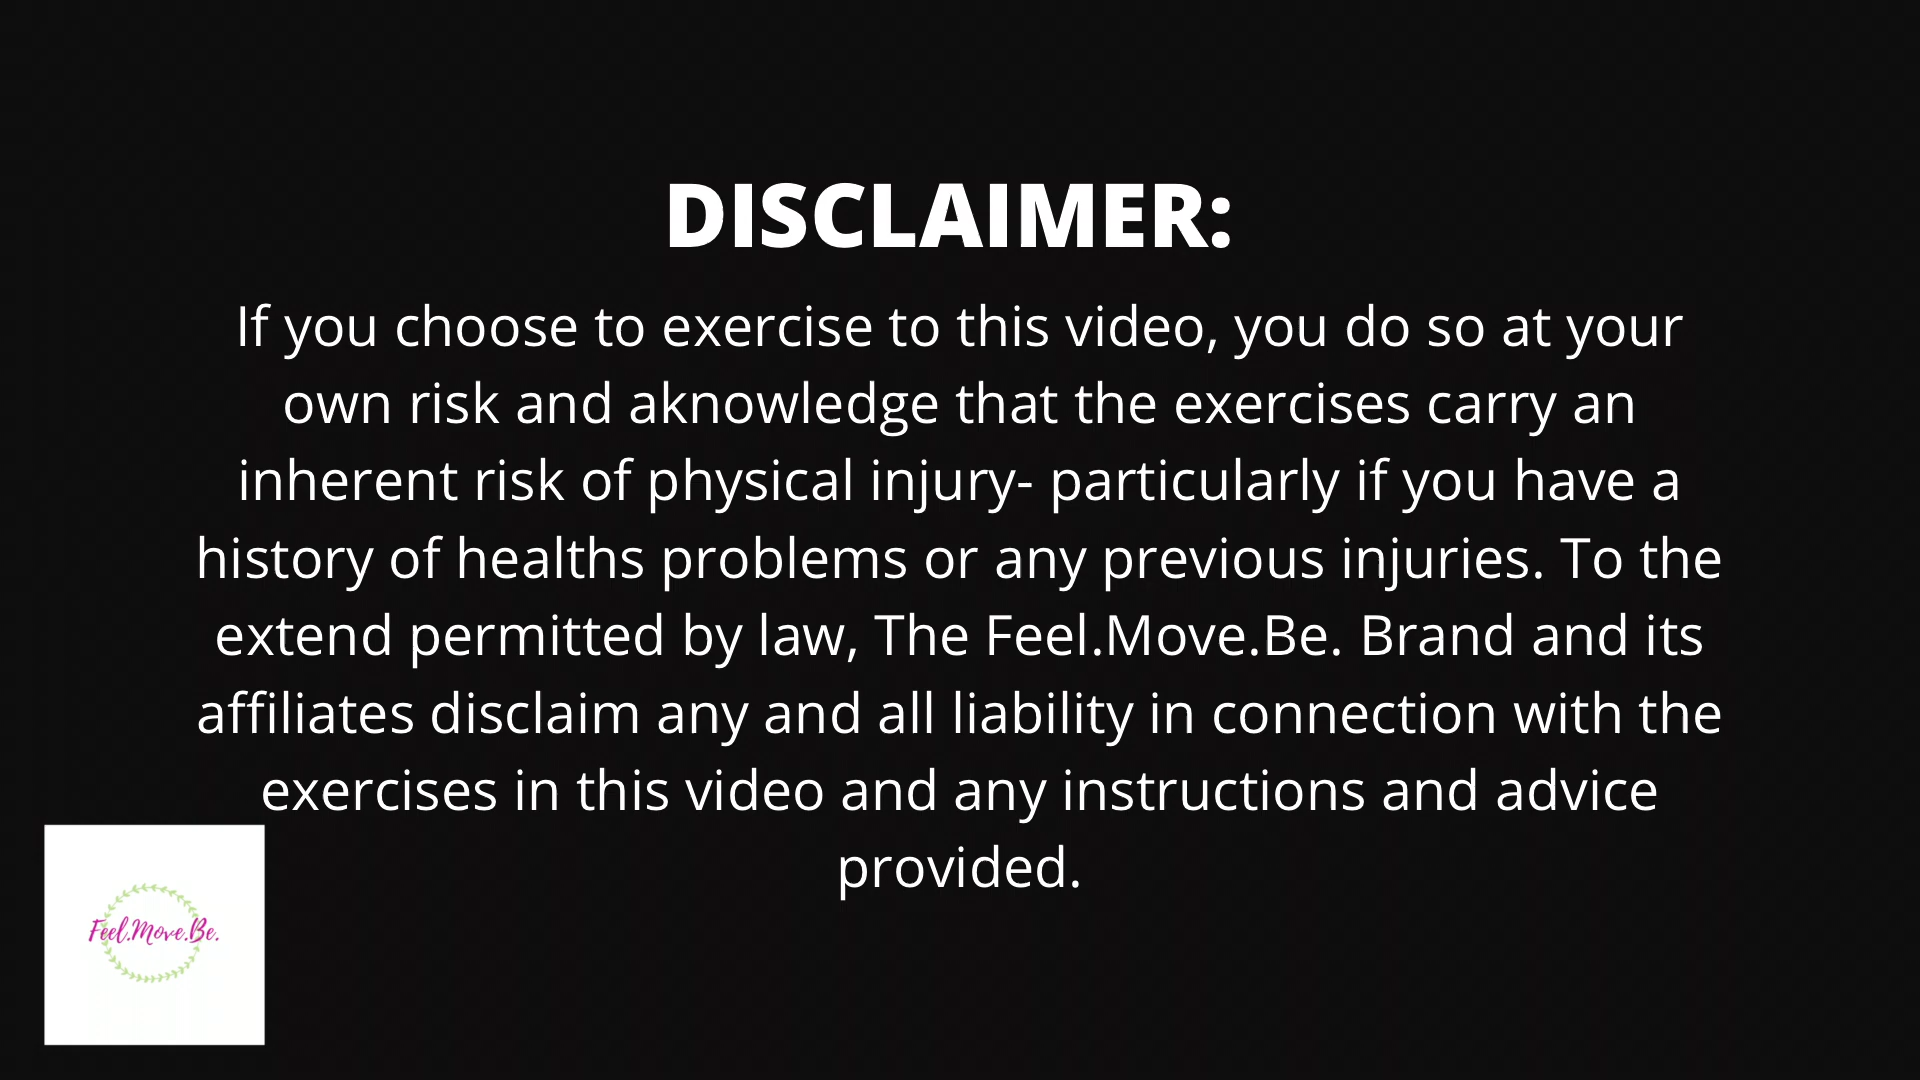 DISCLAIMER:
If you choose to exercise to this video, you do so at your
own risk and aknowledge that the exercises carry an
inherent risk of physical injury- particularly if you have a
history of healths problems or any previous injuries. To the
extend permitted by law, The Feel.Move.Be. Brand and its
affiliates disclaim any and all liability in connection with the
exercises in this video and any instructions and advice
provided.
Feel.Move.Be.